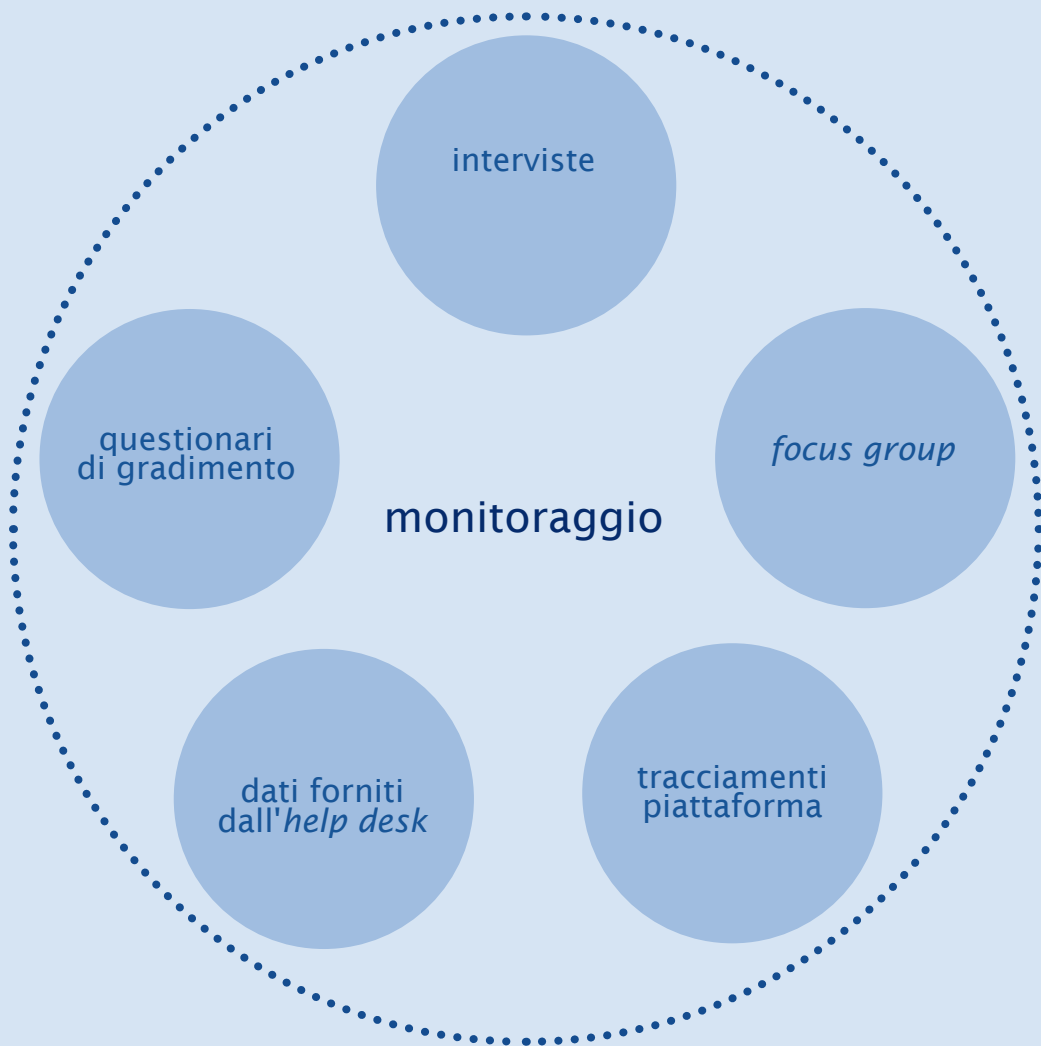 interviste
questionari
di gradimento
focus group
monitoraggio
dati forniti
dall'help desk
tracciamenti
piattaforma